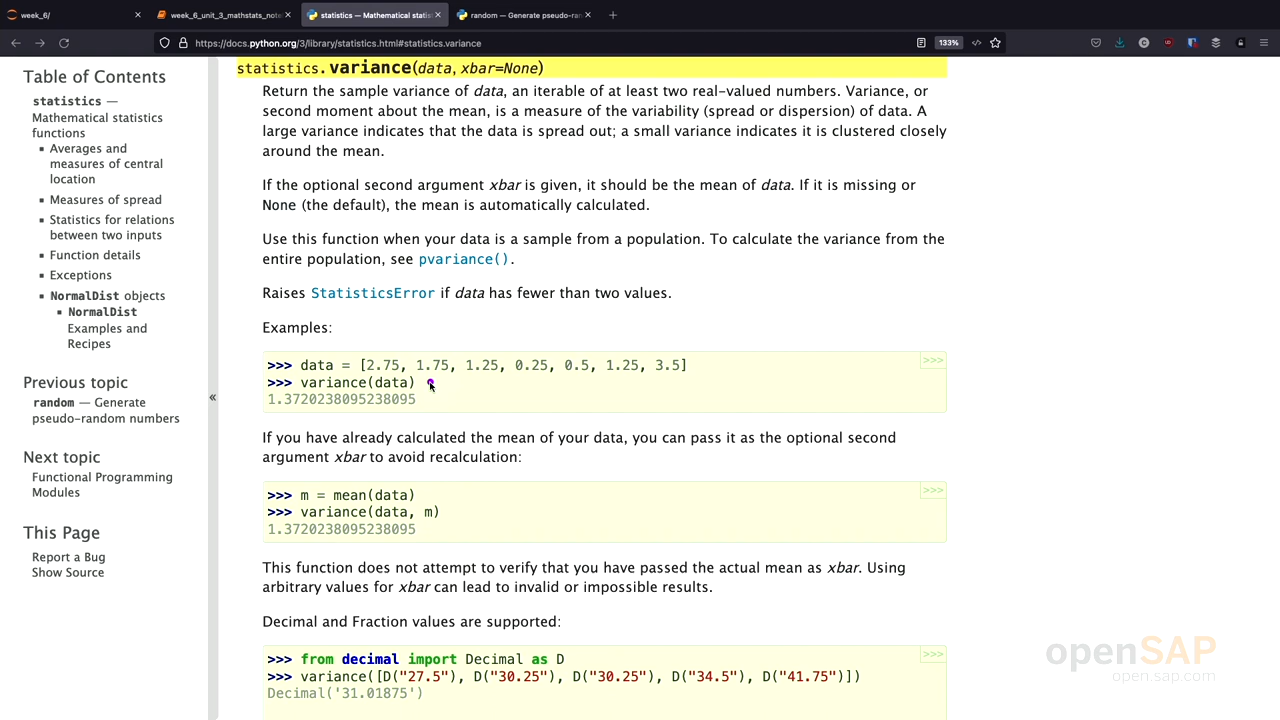 week_6/
week_6_unit_3_mathstats_note
statistics — Mathematical statis
random — Generate pseudo-ran
https://docs.python.org/3/library/statistics.html#statistics.variance
133%
Table of Contents
statistics —
Mathematical statistics
functions
Averages and
measures of central
location
Measures of spread
Statistics for relations
between two inputs
Function details
Exceptions
NormalDist objects
NormalDist
Examples and
Recipes
Previous topic
random — Generate
pseudo-random numbers
Next topic
Functional Programming
Modules
This Page
Report a Bug
Show Source
«
statistics.variance(data, xbar=None)
Return the sample variance of data, an iterable of at least two real-valued numbers. Variance, or
second moment about the mean, is a measure of the variability (spread or dispersion) of data. A
large variance indicates that the data is spread out; a small variance indicates it is clustered closely
around the mean.
If the optional second argument xbar is given, it should be the mean of data. If it is missing or
None (the default), the mean is automatically calculated.
Use this function when your data is a sample from a population. To calculate the variance from the
entire population, see pvariance().
Raises StatisticsError if data has fewer than two values.
Examples:
>>> data = [2.75, 1.75, 1.25, 0.25, 0.5, 1.25, 3.5]
>>>
>>> variance(data)
1.3720238095238095
If you have already calculated the mean of your data, you can pass it as the optional second
argument xbar to avoid recalculation:
>>> m = mean(data)
>>>
>>> variance(data, m)
1.3720238095238095
This function does not attempt to verify that you have passed the actual mean as xbar. Using
arbitrary values for xbar can lead to invalid or impossible results.
Decimal and Fraction values are supported:
>>> from decimal import Decimal as D
>>>
>>> variance([D("27.5"), D("30.25"), D("30.25"), D("34.5"), D("41.75")])
Decimal('31.01875')
openSAP
open.sap.com